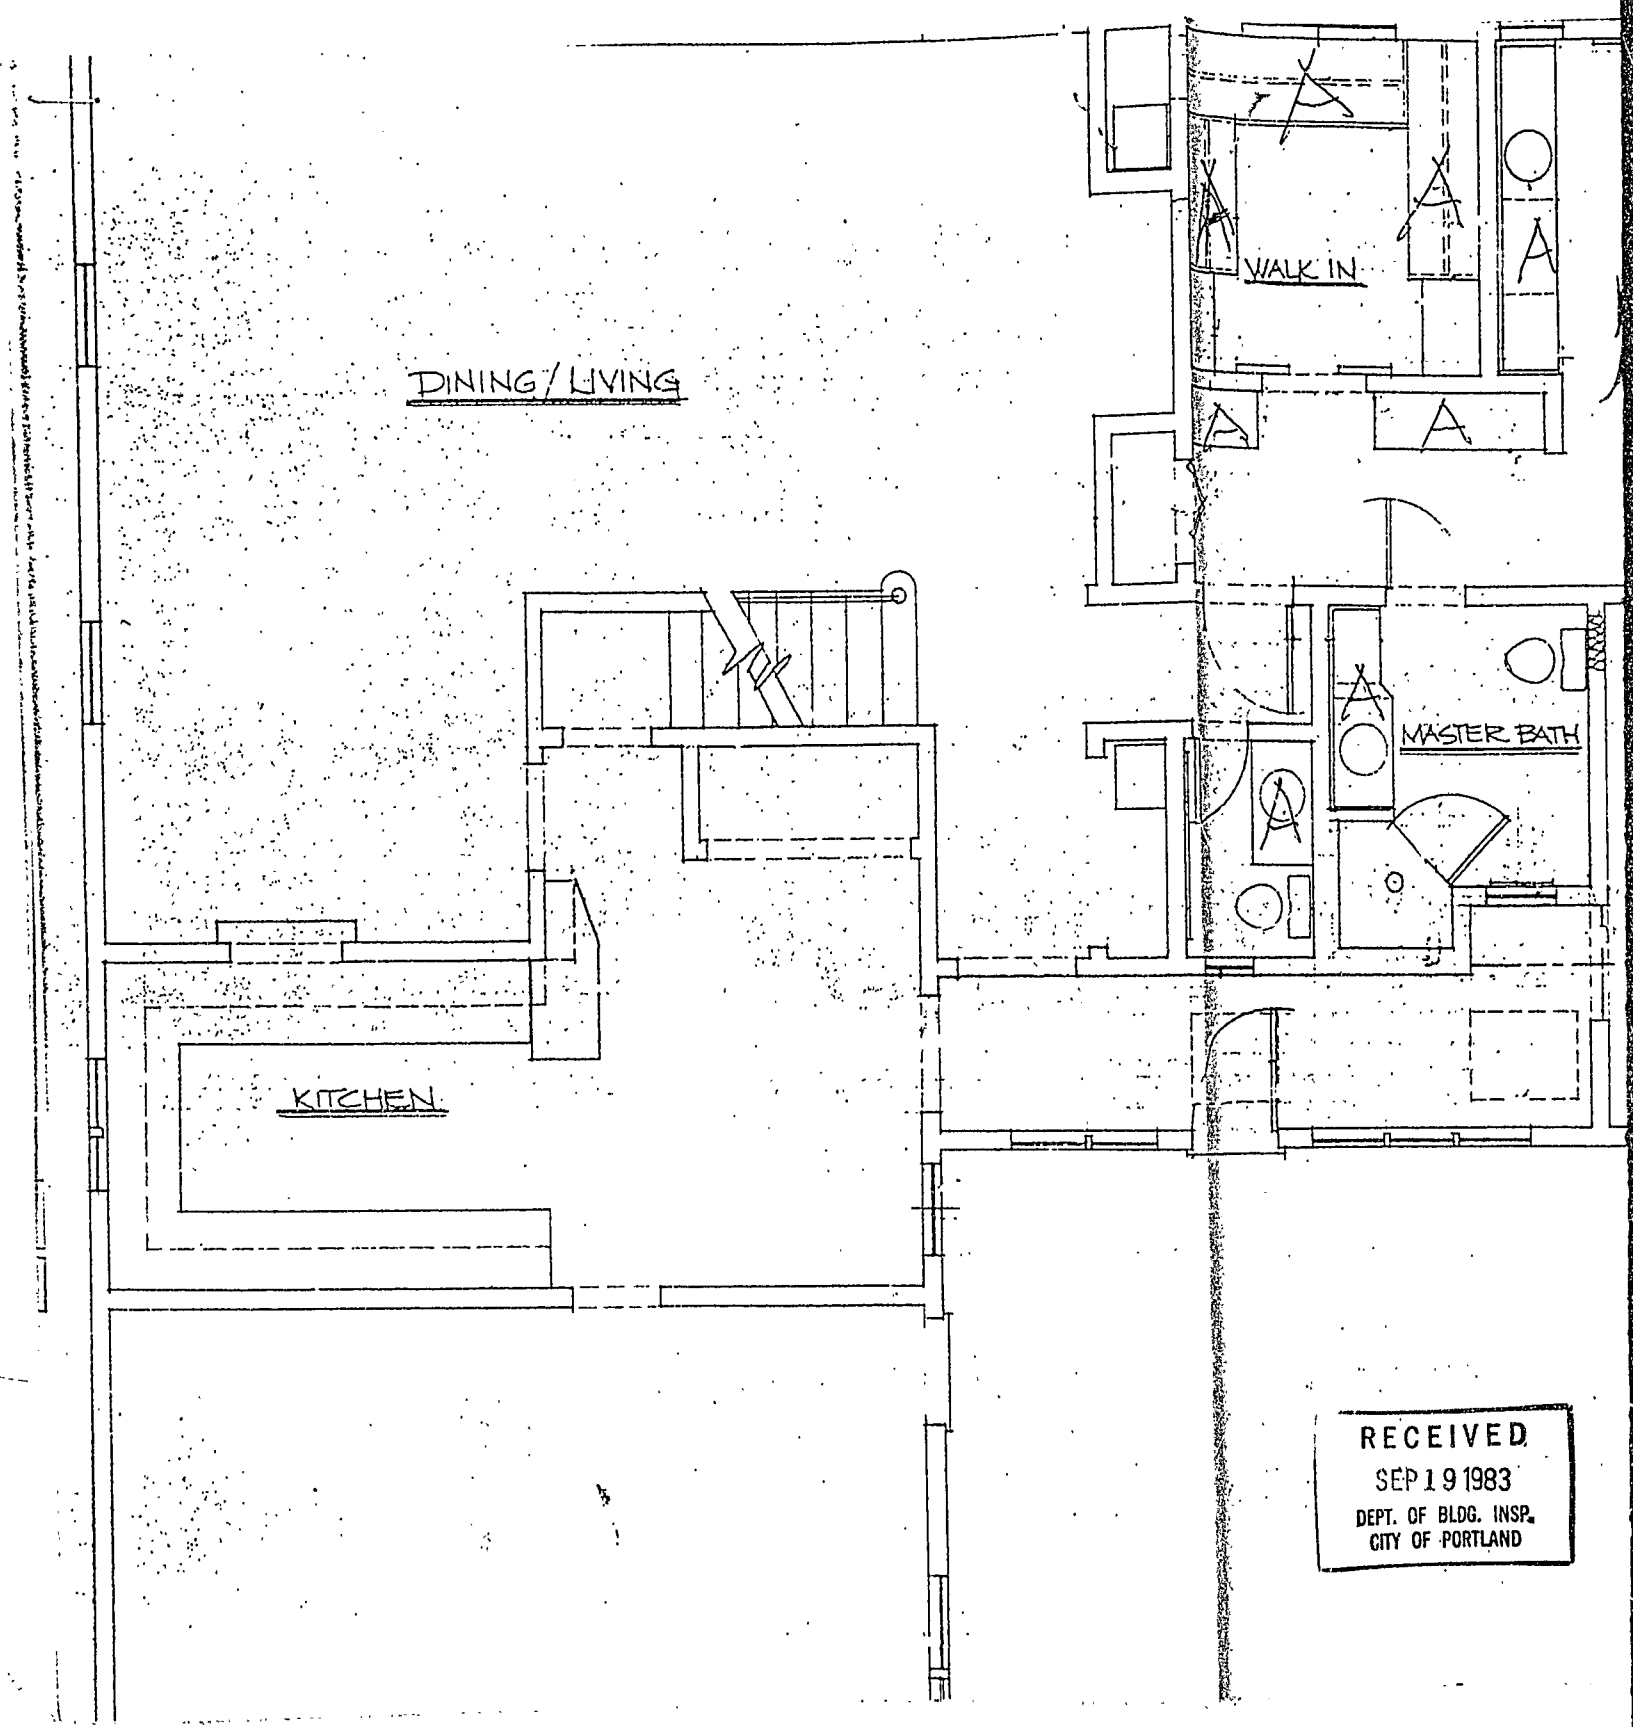 A
A
A
A
WALK IN
DINING/LIVING
A
A
A
MASTER BATH
A
KITCHEN
RECEIVED
SEP 19 1983
DEPT. OF BLDG. INSP.
CITY OF PORTLAND